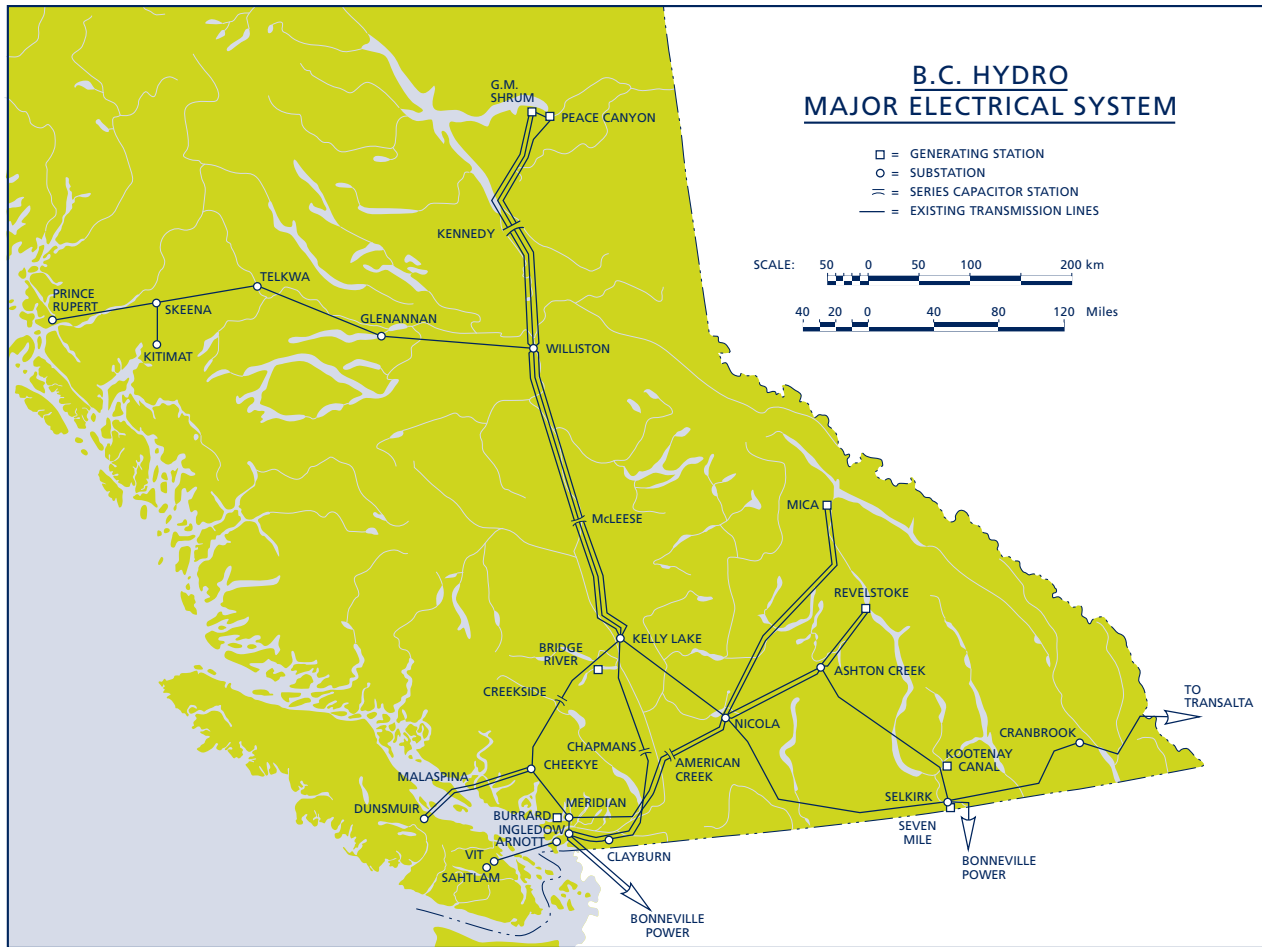 B.C. HYDRO
MAJOR ELECTRICAL SYSTEM
= GENERATING STATION
= SUBSTATION
= SERIES CAPACITOR STATION
= EXISTING TRANSMISSION LINES
SCALE: 50 0 50 100 200 km
40 20 0 40 80 120 Miles
G.M.
SHRUM
PEACE CANYON
KENNEDY
TELKWA
PRINCE
RUPERT
SKEENA
GLENANNAN
KITIMAT
WILLISTON
MICA
McLEESE
REVELSTOKE
KELLY LAKE
BRIDGE
RIVER
ASHTON CREEK
CREEKSIDE
TO
TRANSALTA
NICOLA
CRANBROOK
CHAPMANS
KOOTENAY
CANAL
AMERICAN
CREEK
CHEEKYE
MALASPINA
SELKIRK
DUNSMUIR
MERIDIAN
BURRARD
SEVEN
MILE
INGLEDOW
ARNOTT
CLAYBURN
VIT
SAHTLAM
BONNEVILLE
POWER
BONNEVILLE
POWER